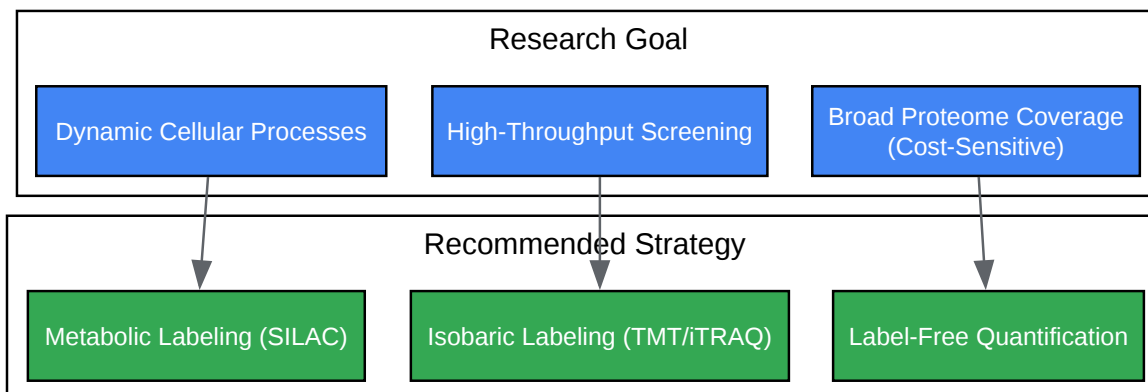 Research Goal
Dynamic Cellular Processes
High-Throughput Screening
Broad Proteome Coverage
(Cost-Sensitive)
Recommended Strategy
Metabolic Labeling (SILAC)
Isobaric Labeling (TMT/iTRAQ)
Label-Free Quantification